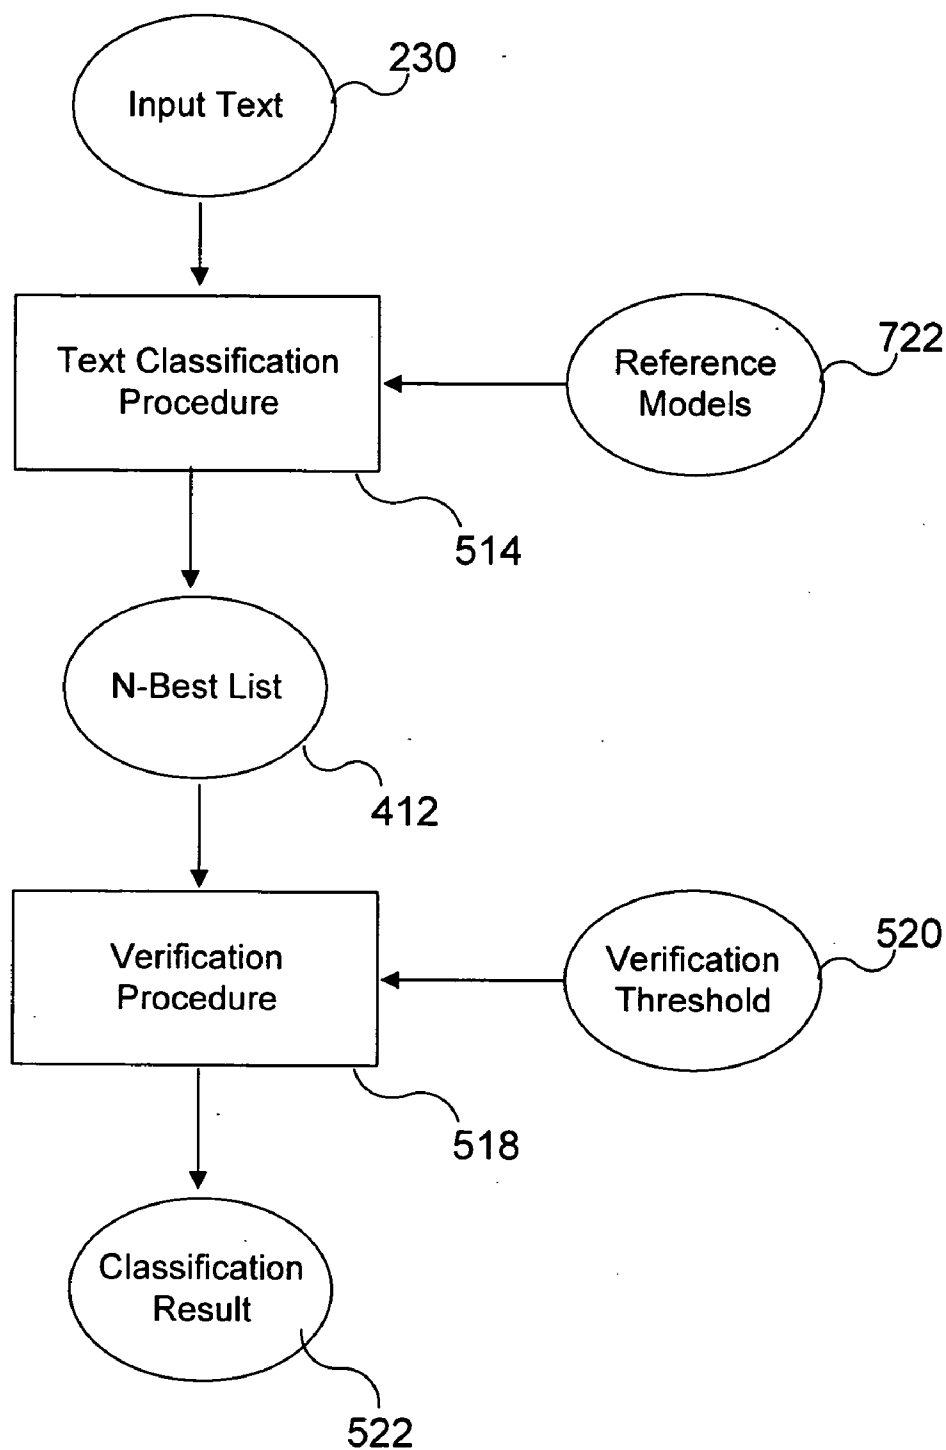 230
Input Text
Text Classification
Procedure
Reference
Models
722
514
N-Best List
412
Verification
Procedure
Verification
Threshold
520
518
Classification
Result
522